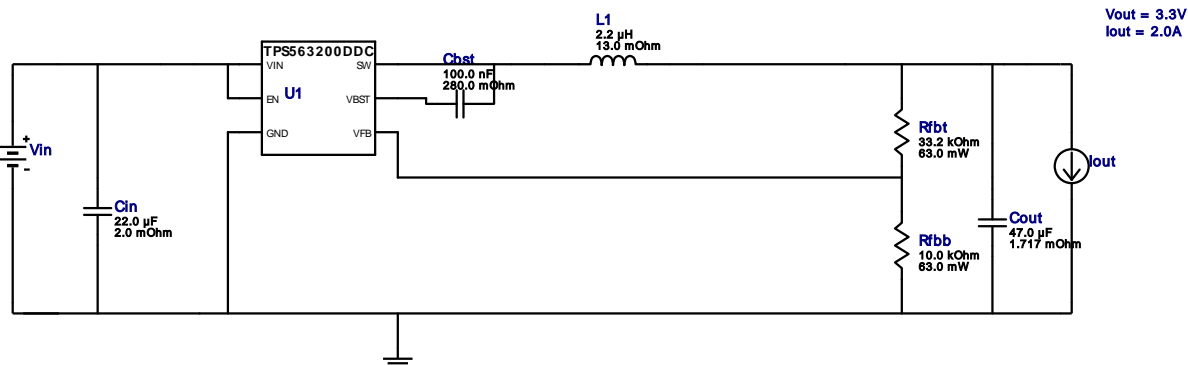 Vout = 3.3V
Iout = 2.0A
L1
2.2 µH
13.0 mOhm
TPS563200DDC
VIN
SW
EN
U1
VBST
GND
VFB
Cbst
100.0 nF
280.0 mOhm
+
Vin
-
Cin
22.0 µF
2.0 mOhm
Rfbt
33.2 kOhm
63.0 mW
Iout
Rfbb
10.0 kOhm
63.0 mW
Cout
47.0 µF
1.717 mOhm